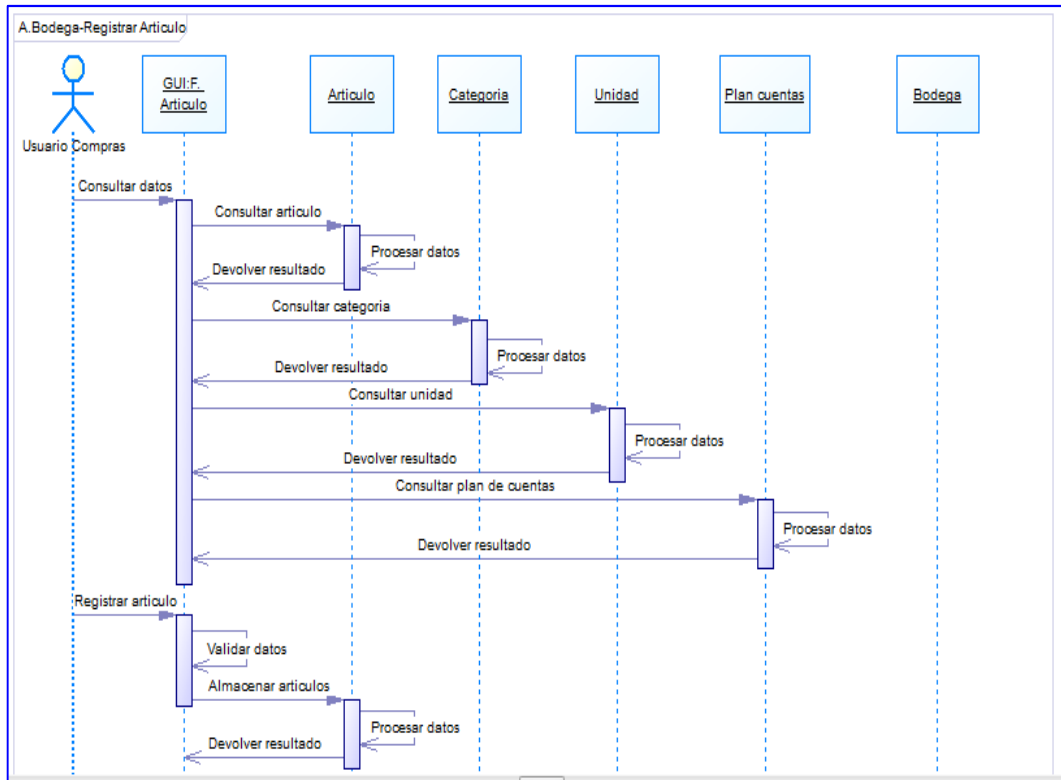 A.Bodega-Registrar Articulo
GUI:F.
Articulo
Articulo
Categoria
Unidad
Plan cuentas
Bodega
Usuario Compras
Consultar datos
Consultar articulo
Procesar datos
Devolver resultado
Consultar categoria
Procesar datos
Devolver resultado
Consultar unidad
Procesar datos
Devolver resultado
Consultar plan de cuentas
Procesar datos
Devolver resultado
Registrar articulo
Validar datos
Almacenar articulos
Procesar datos
Devolver resultado